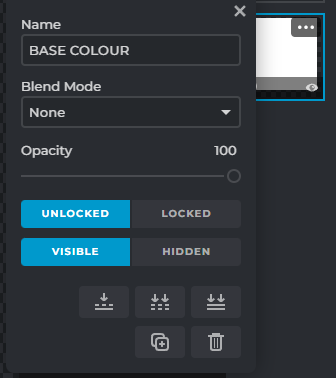 Name
BASE COLOUR
Blend Mode
None
Opacity 100
UNLOCKED LOCKED
VISIBLE HIDDEN